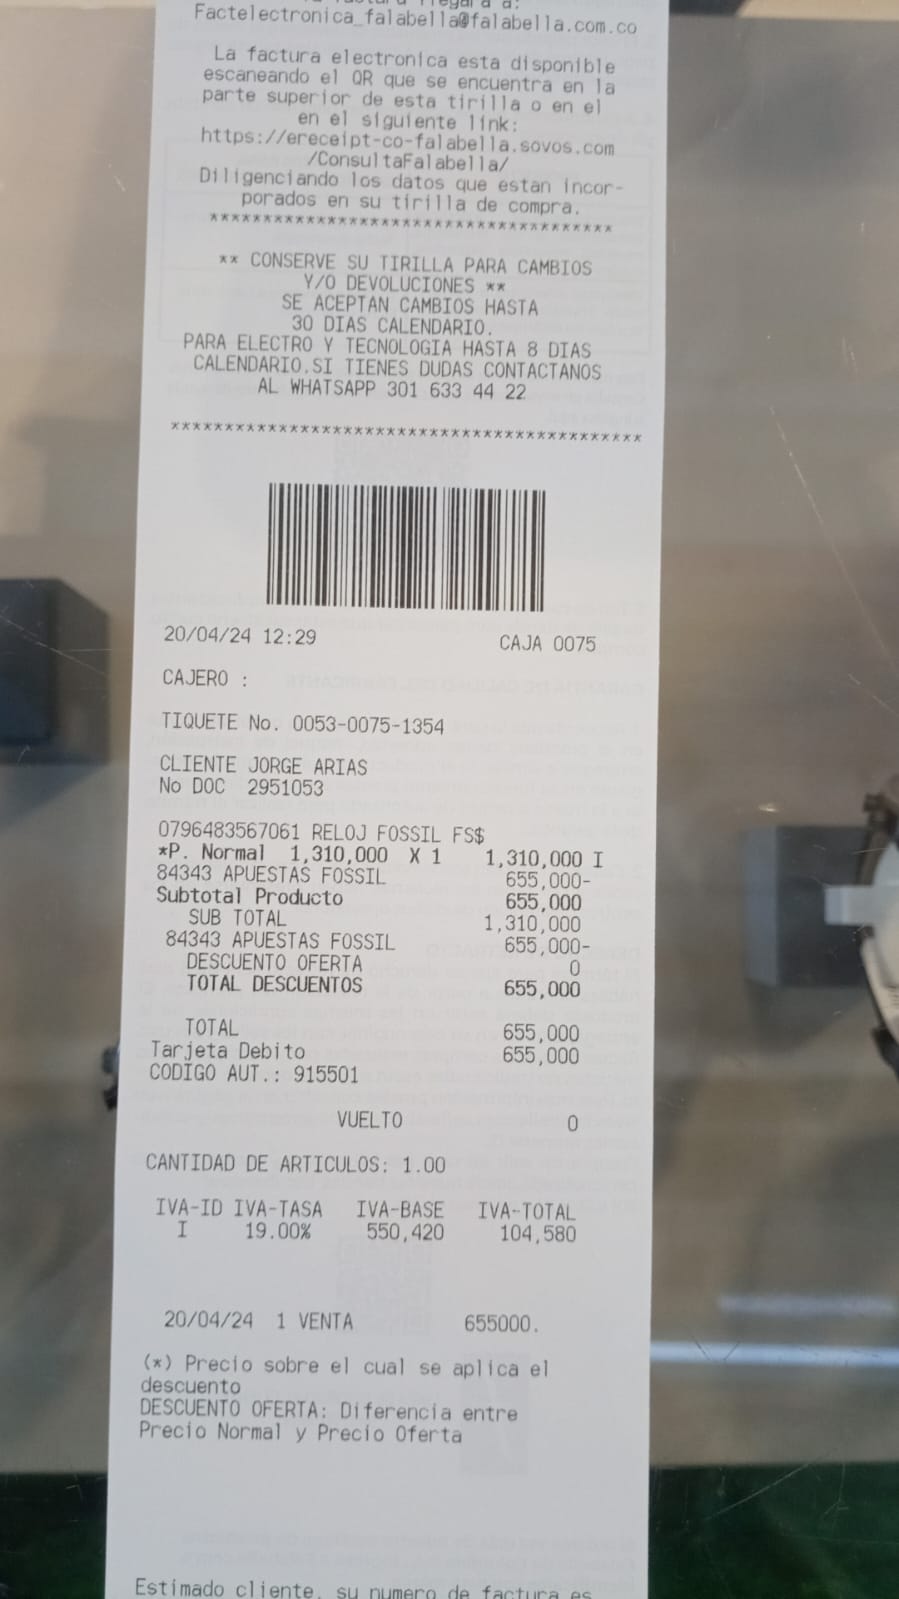 Factelectronica_falabella@falabella.com.co
La factura electronica esta disponible
escaneando el QR que se encuentra en la
parte superior de esta tirilla o en el
en el siguiente link:
https://ereceipt-co-falabella.sovos.com
/ConsultaFalabella/
Diligenciando los datos que estan incor-
porados en su tirilla de compra.
**************************************
** CONSERVE SU TIRILLA PARA CAMBIOS
Y/O DEVOLUCIONES **
SE ACEPTAN CAMBIOS HASTA
30 DIAS CALENDARIO.
PARA ELECTRO Y TECNOLOGIA HASTA 8 DIAS
CALENDARIO.SI TIENES DUDAS CONTACTANOS
AL WHATSAPP 301 633 44 22
********************************************
20/04/24 12:29 CAJA 0075
CAJERO :
TIQUETE No. 0053-0075-1354
CLIENTE JORGE ARIAS
No DOC 2951053
0796483567061 RELOJ FOSSIL FS$
*P. Normal 1,310,000 X 1 1,310,000 I
84343 APUESTAS FOSSIL 655,000-
Subtotal Producto 655,000
SUB TOTAL 1,310,000
84343 APUESTAS FOSSIL 655,000-
DESCUENTO OFERTA 0
TOTAL DESCUENTOS 655,000
TOTAL 655,000
Tarjeta Debito 655,000
CODIGO AUT.: 915501
VUELTO 0
CANTIDAD DE ARTICULOS: 1.00
IVA-ID IVA-TASA IVA-BASE IVA-TOTAL
I 19.00% 550,420 104,580
20/04/24 1 VENTA 655000.
(*) Precio sobre el cual se aplica el
descuento
DESCUENTO OFERTA: Diferencia entre
Precio Normal y Precio Oferta
Estimado cliente, su numero de factura es